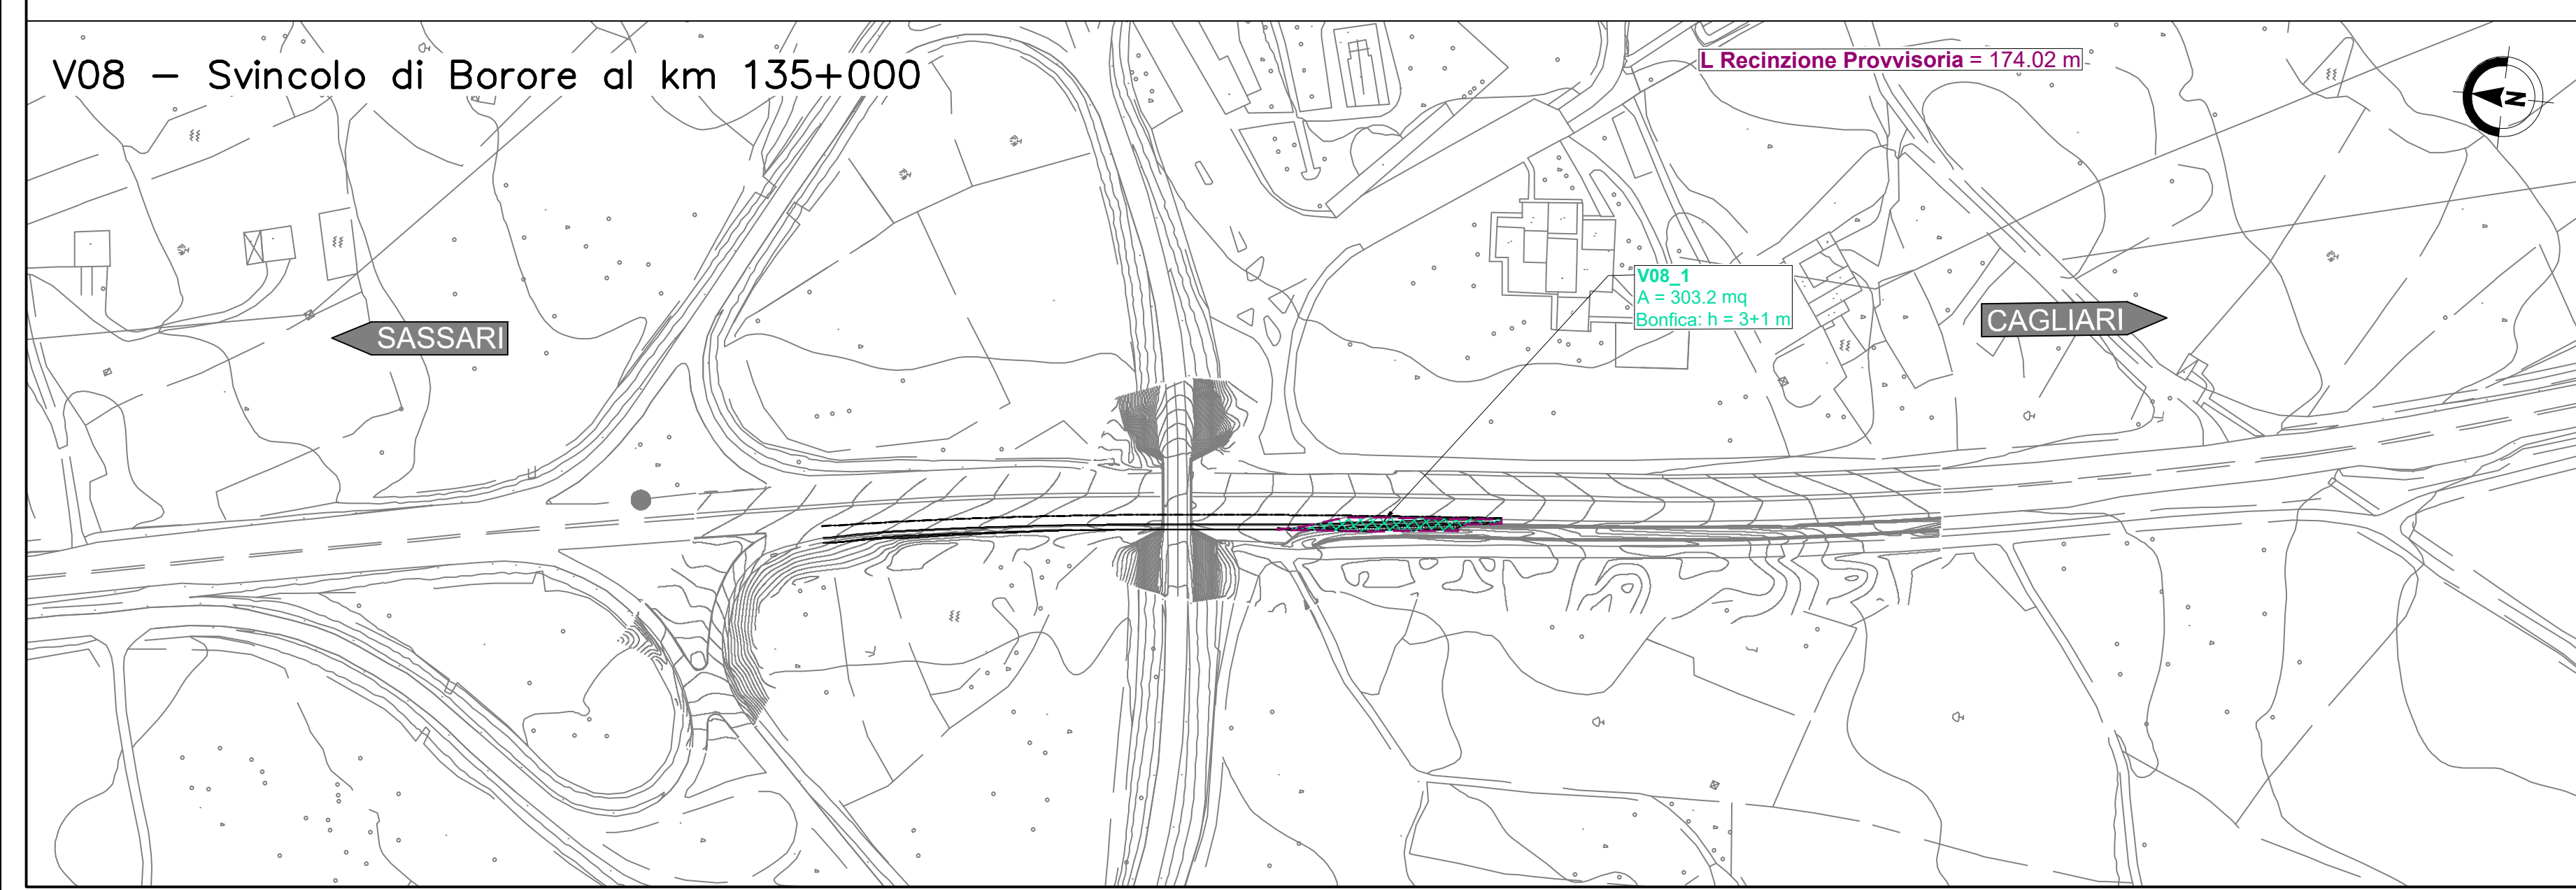 V08 - Svincolo di Borore al km 135+000
L Recinzione Provvisoria = 174.02 m
N
V08_1
A = 303.2 mq
Bonfica: h = 3+1 m
SASSARI
CAGLIARI